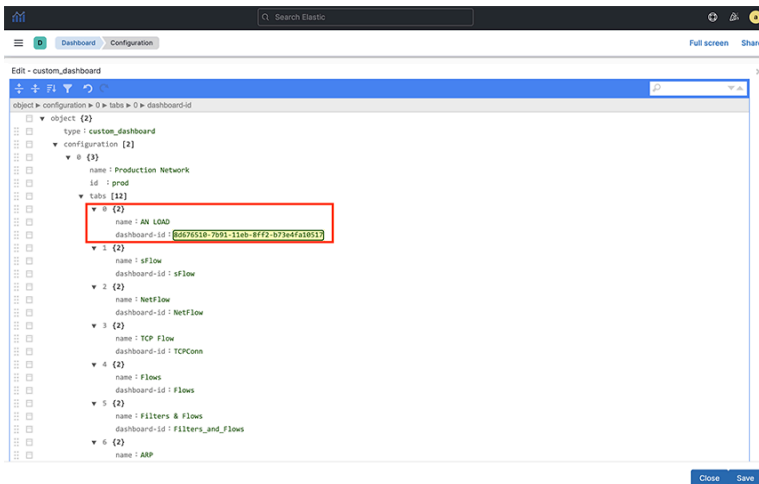 Search Elastic
a
D Dashboard Configuration Full screen Shar
Edit - custom_dashboard
object ► configuration ► 0 ► tabs ► 0 ► dashboard-id
object {2}
type : custom_dashboard
configuration [2]
0 {3}
name : Production Network
id : prod
tabs [12]
0 {2}
name : AN LOAD
dashboard-id : 8d676510-7b91-11eb-8ff2-b73e4fa10517
1 {2}
name : sFlow
dashboard-id : sFlow
2 {2}
name : NetFlow
dashboard-id : NetFlow
3 {2}
name : TCP Flow
dashboard-id : TCPConn
4 {2}
name : Flows
dashboard-id : Flows
5 {2}
name : Filters & Flows
dashboard-id : Filters_and_Flows
6 {2}
name : ARP
Close Save